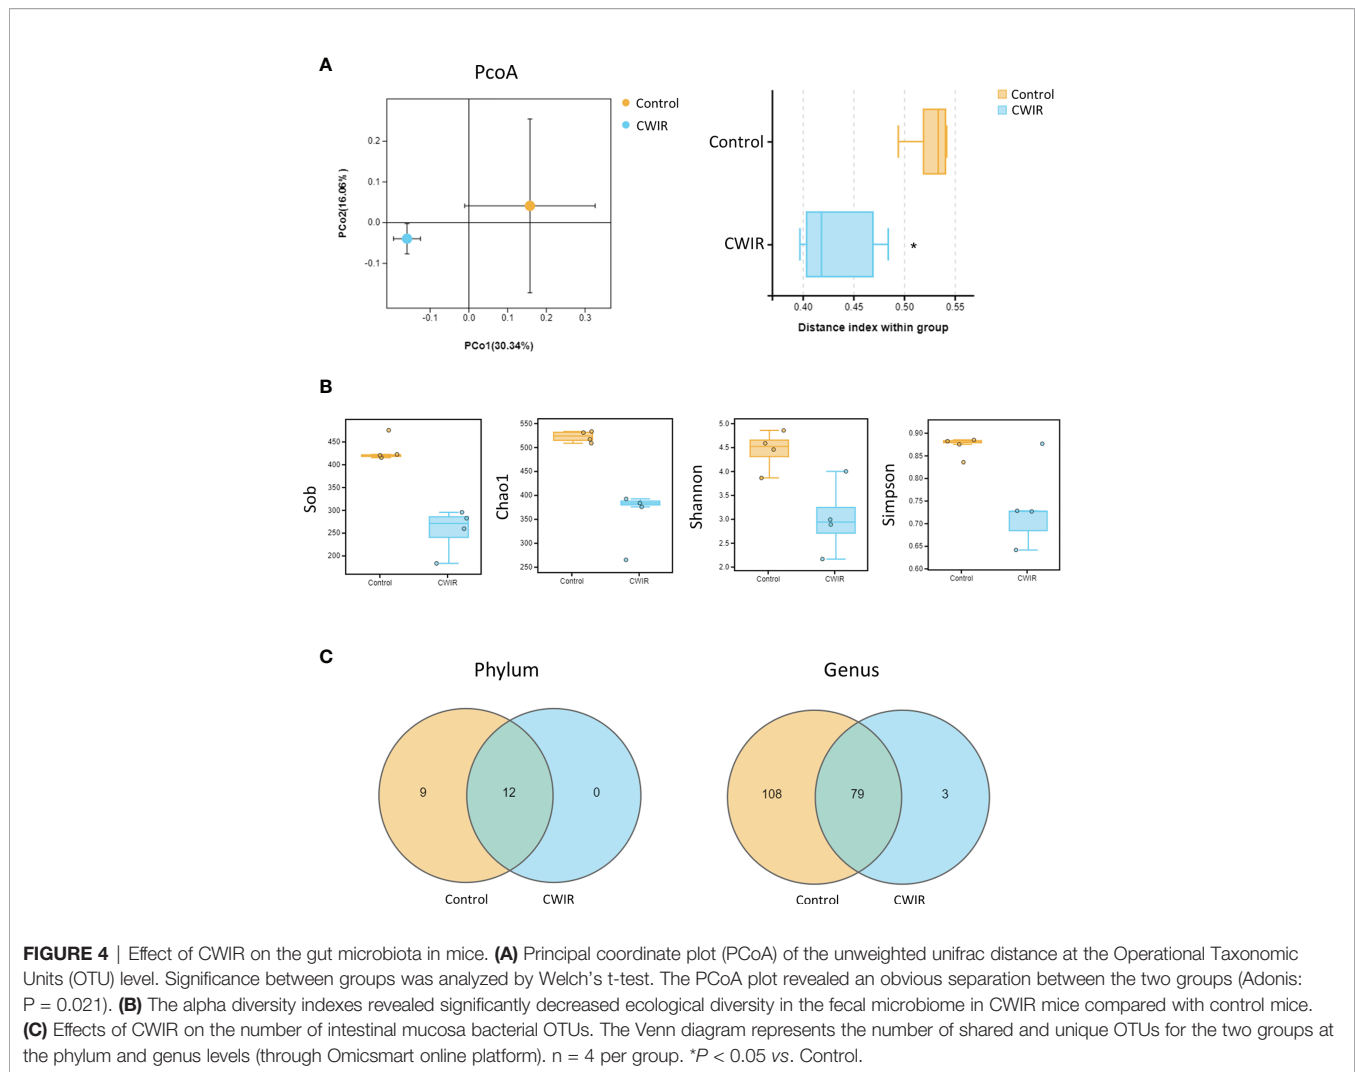 A
PcoA
Control
CWIR
0.2
0.1
0.0
-0.1
PCo2(16.06%)
-0.1 0.0 0.1 0.2 0.3
PCo1(30.34%)
Control
CWIR
Control
CWIR
*
0.40 0.45 0.50 0.55
Distance index within group
B
Sob
450
400
350
300
250
200
Control CWIR
Chao1
550
500
450
400
350
300
250
Control CWIR
Shannon
5.0
4.5
4.0
3.5
3.0
2.5
2.0
Control CWIR
Simpson
0.90
0.85
0.80
0.75
0.70
0.65
0.60
Control CWIR
C
Phylum
9 12 0
Control CWIR
Genus
108 79 3
Control CWIR
FIGURE 4 | Effect of CWIR on the gut microbiota in mice. (A) Principal coordinate plot (PCoA) of the unweighted unifrac distance at the Operational Taxonomic
Units (OTU) level. Significance between groups was analyzed by Welch's t-test. The PCoA plot revealed an obvious separation between the two groups (Adonis:
P = 0.021). (B) The alpha diversity indexes revealed significantly decreased ecological diversity in the fecal microbiome in CWIR mice compared with control mice.
(C) Effects of CWIR on the number of intestinal mucosa bacterial OTUs. The Venn diagram represents the number of shared and unique OTUs for the two groups at
the phylum and genus levels (through Omicsmart online platform). n = 4 per group. *P < 0.05 vs. Control.